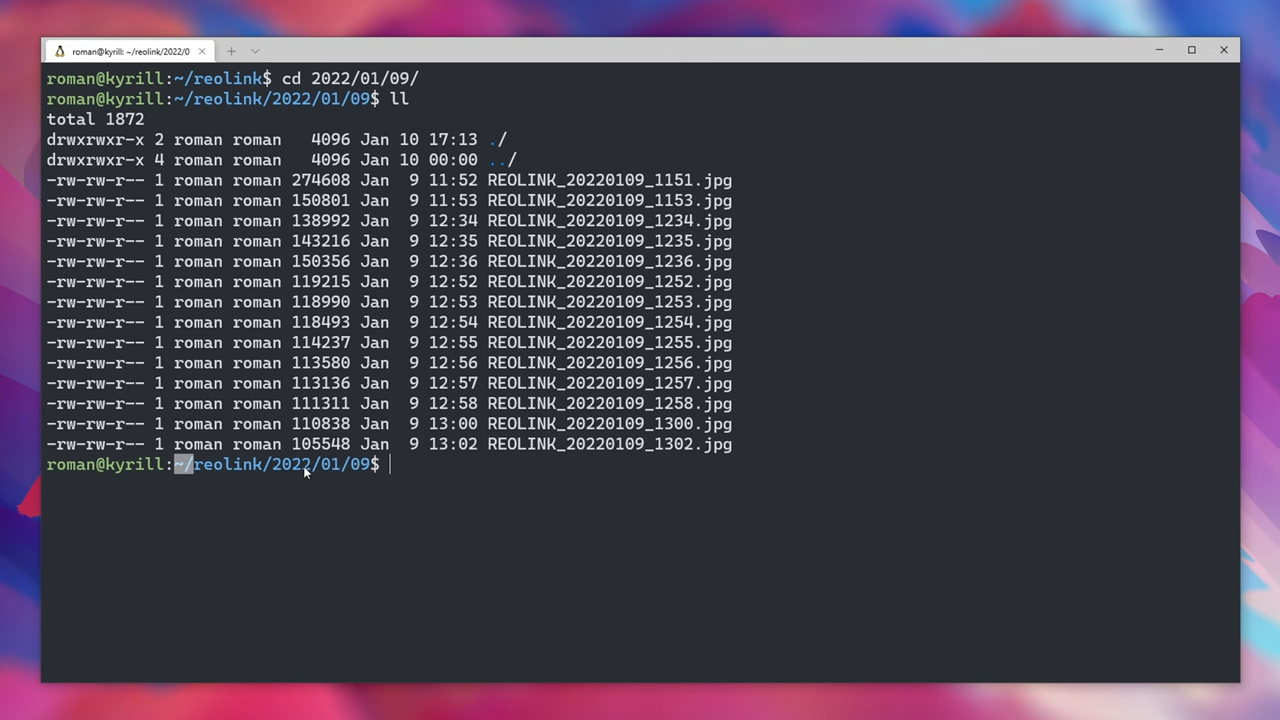 roman@kyrill: ~/reolink/2022/0
roman@kyrill:~/reolink$ cd 2022/01/09/
roman@kyrill:~/reolink/2022/01/09$ ll
total 1872
drwxrwxr-x 2 roman roman   4096 Jan 10 17:13 ./
drwxrwxr-x 4 roman roman   4096 Jan 10 00:00 ../
-rw-rw-r-- 1 roman roman 274608 Jan  9 11:52 REOLINK_20220109_1151.jpg
-rw-rw-r-- 1 roman roman 150801 Jan  9 11:53 REOLINK_20220109_1153.jpg
-rw-rw-r-- 1 roman roman 138992 Jan  9 12:34 REOLINK_20220109_1234.jpg
-rw-rw-r-- 1 roman roman 143216 Jan  9 12:35 REOLINK_20220109_1235.jpg
-rw-rw-r-- 1 roman roman 150356 Jan  9 12:36 REOLINK_20220109_1236.jpg
-rw-rw-r-- 1 roman roman 119215 Jan  9 12:52 REOLINK_20220109_1252.jpg
-rw-rw-r-- 1 roman roman 118990 Jan  9 12:53 REOLINK_20220109_1253.jpg
-rw-rw-r-- 1 roman roman 118493 Jan  9 12:54 REOLINK_20220109_1254.jpg
-rw-rw-r-- 1 roman roman 114237 Jan  9 12:55 REOLINK_20220109_1255.jpg
-rw-rw-r-- 1 roman roman 113580 Jan  9 12:56 REOLINK_20220109_1256.jpg
-rw-rw-r-- 1 roman roman 113136 Jan  9 12:57 REOLINK_20220109_1257.jpg
-rw-rw-r-- 1 roman roman 111311 Jan  9 12:58 REOLINK_20220109_1258.jpg
-rw-rw-r-- 1 roman roman 110838 Jan  9 13:00 REOLINK_20220109_1300.jpg
-rw-rw-r-- 1 roman roman 105548 Jan  9 13:02 REOLINK_20220109_1302.jpg
roman@kyrill:~/reolink/2022/01/09$